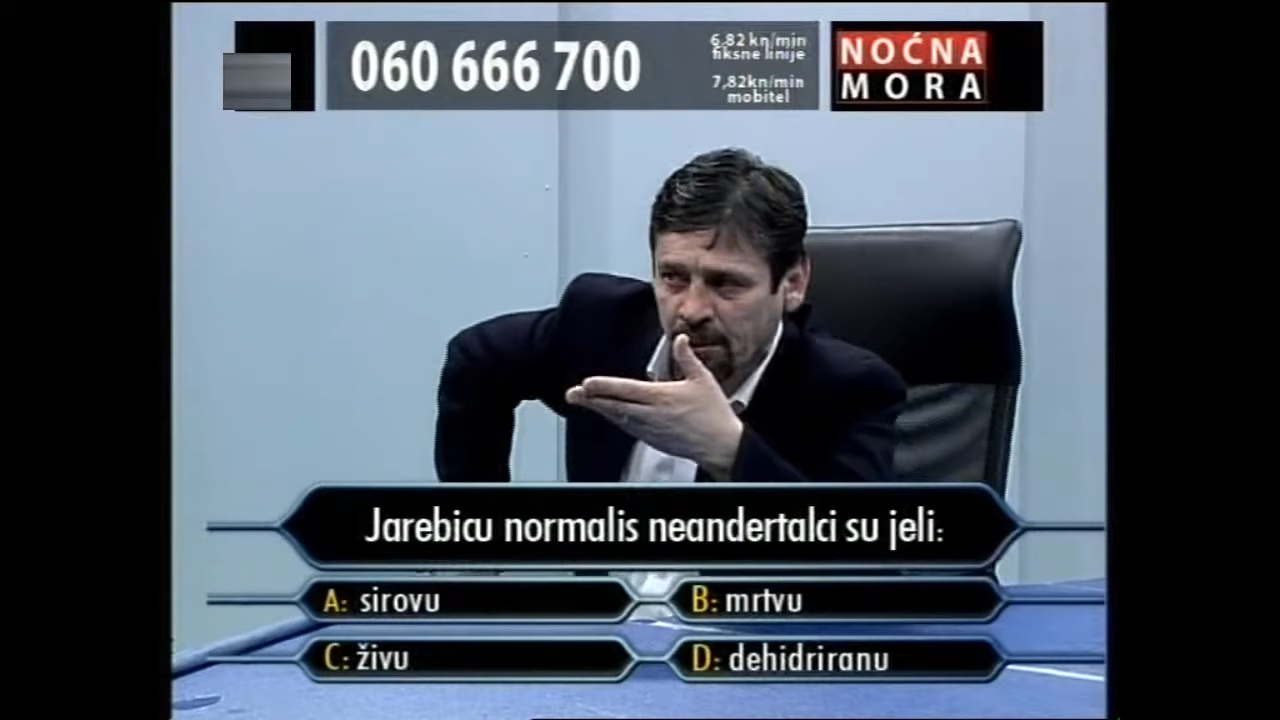 060 666 700
6,82 kn/min
fiksne linije
7,82kn/min
mobitel
NOĆNA
MORA
Jarebicu normalis neandertalci su jeli:
A: sirovu
B: mrtvu
C: živu
D: dehidriranu